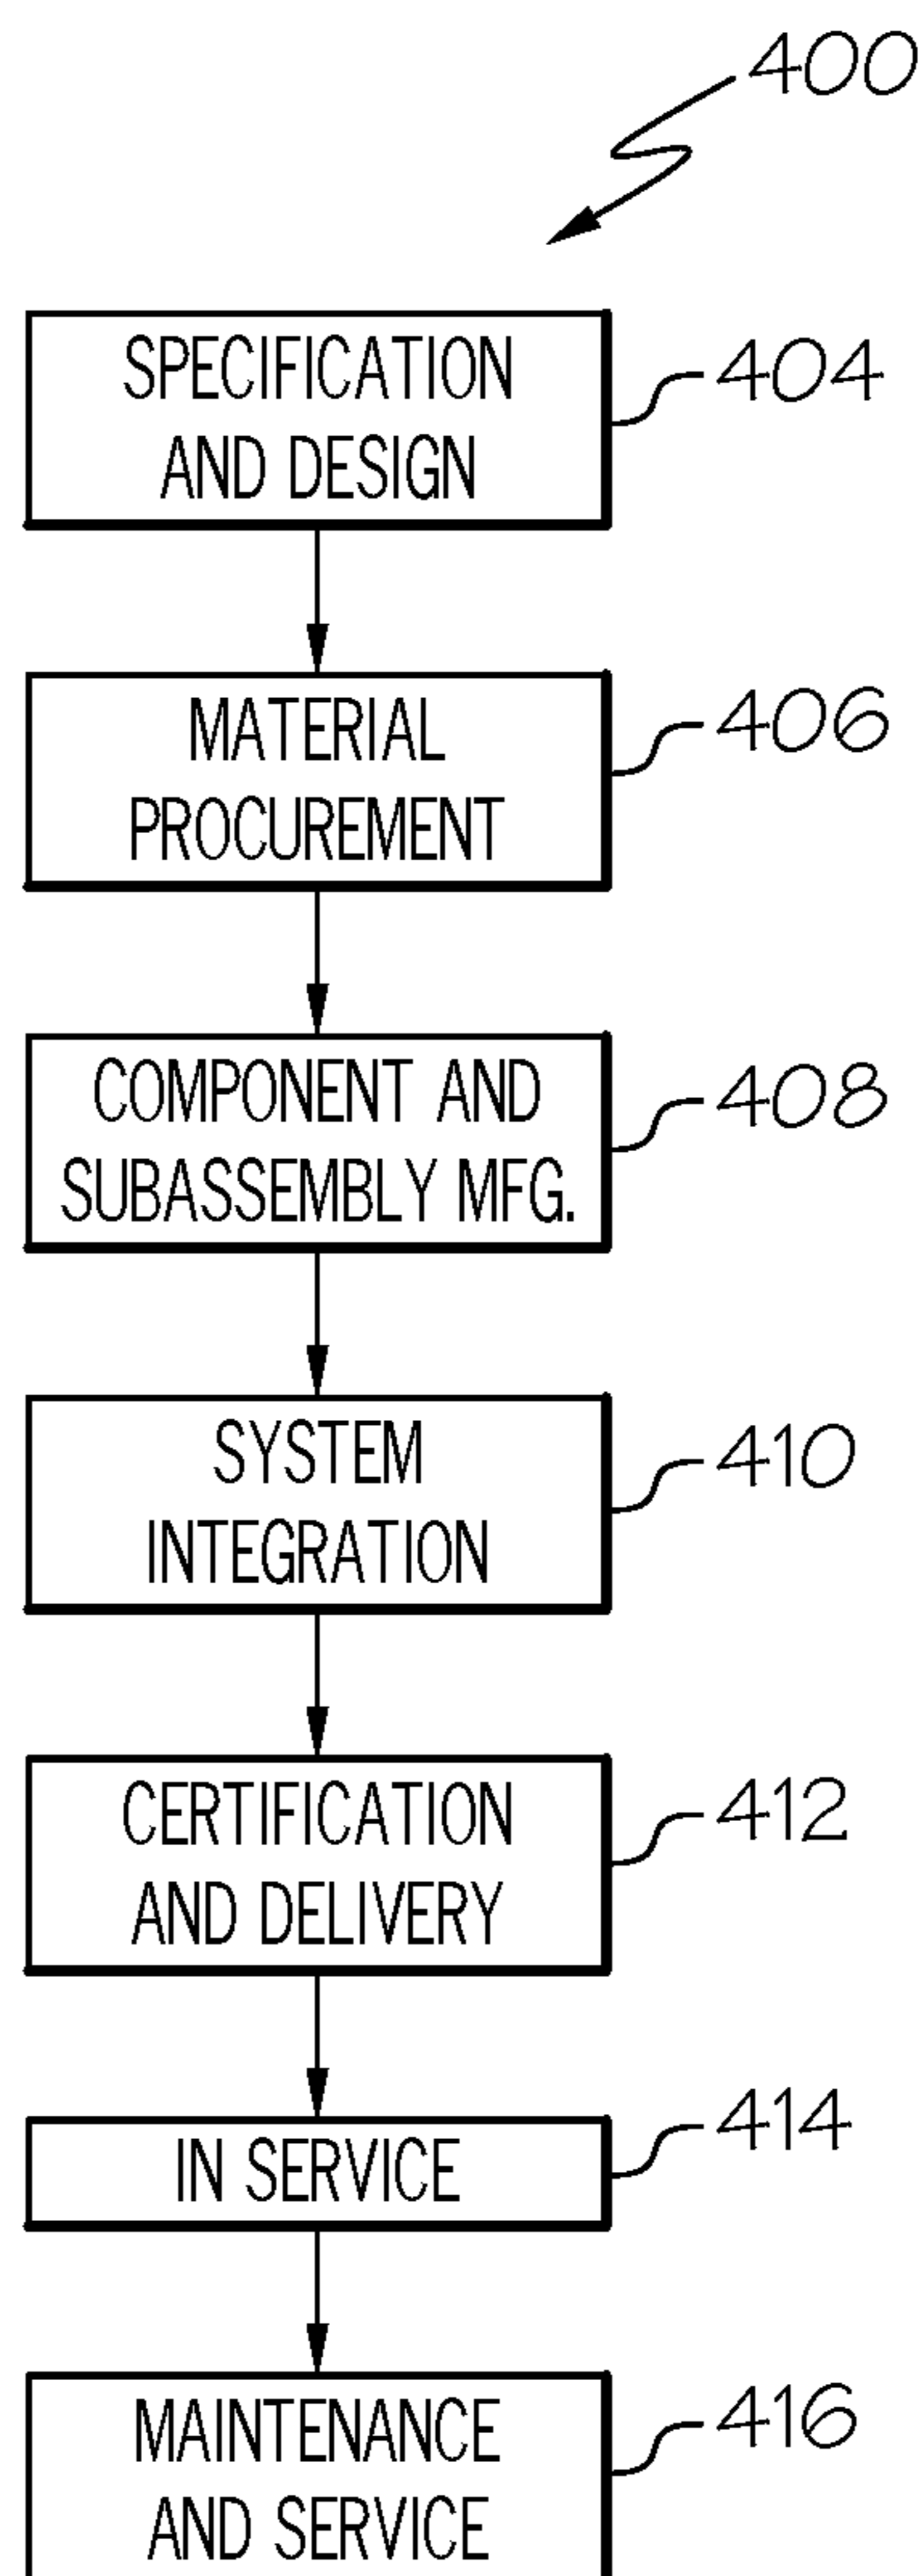 400
SPECIFICATION
AND DESIGN
404
MATERIAL
PROCUREMENT
406
COMPONENT AND
SUBASSEMBLY MFG.
408
SYSTEM
INTEGRATION
410
CERTIFICATION
AND DELIVERY
412
IN SERVICE
414
MAINTENANCE
AND SERVICE
416